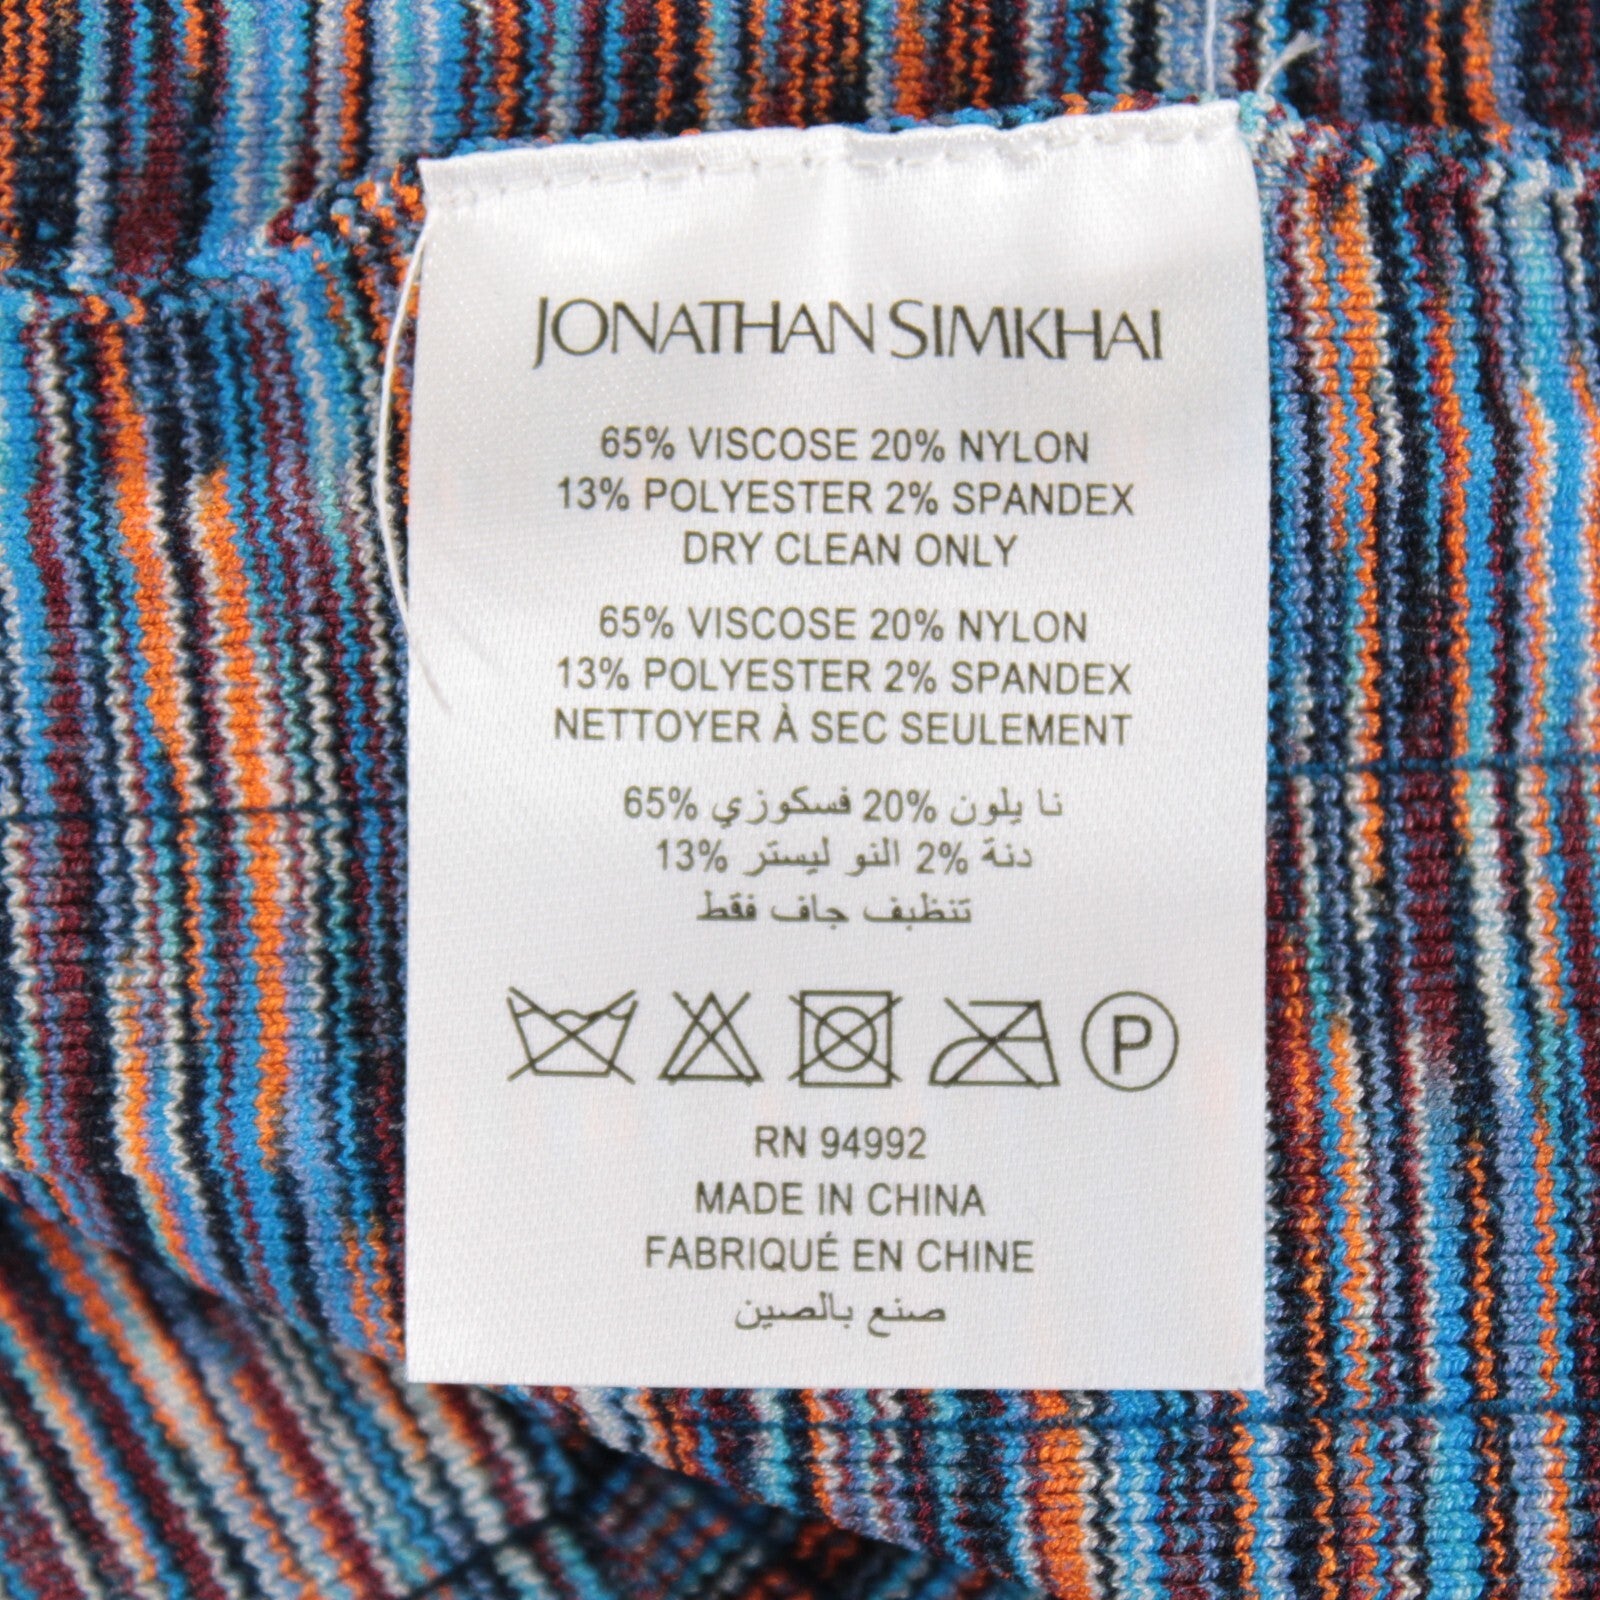 JONATHAN SIMKHAI
65% VISCOSE 20% NYLON
13% POLYESTER 2% SPANDEX
DRY CLEAN ONLY
65% VISCOSE 20% NYLON
13% POLYESTER 2% SPANDEX
NETTOYER À SEC SEULEMENT
نا يلون %20 فسكوزي %65
دنة %2 النو ليستر %13
تنظيف جاف فقط
P
RN 94992
MADE IN CHINA
FABRIQUÉ EN CHINE
صنع بالصين